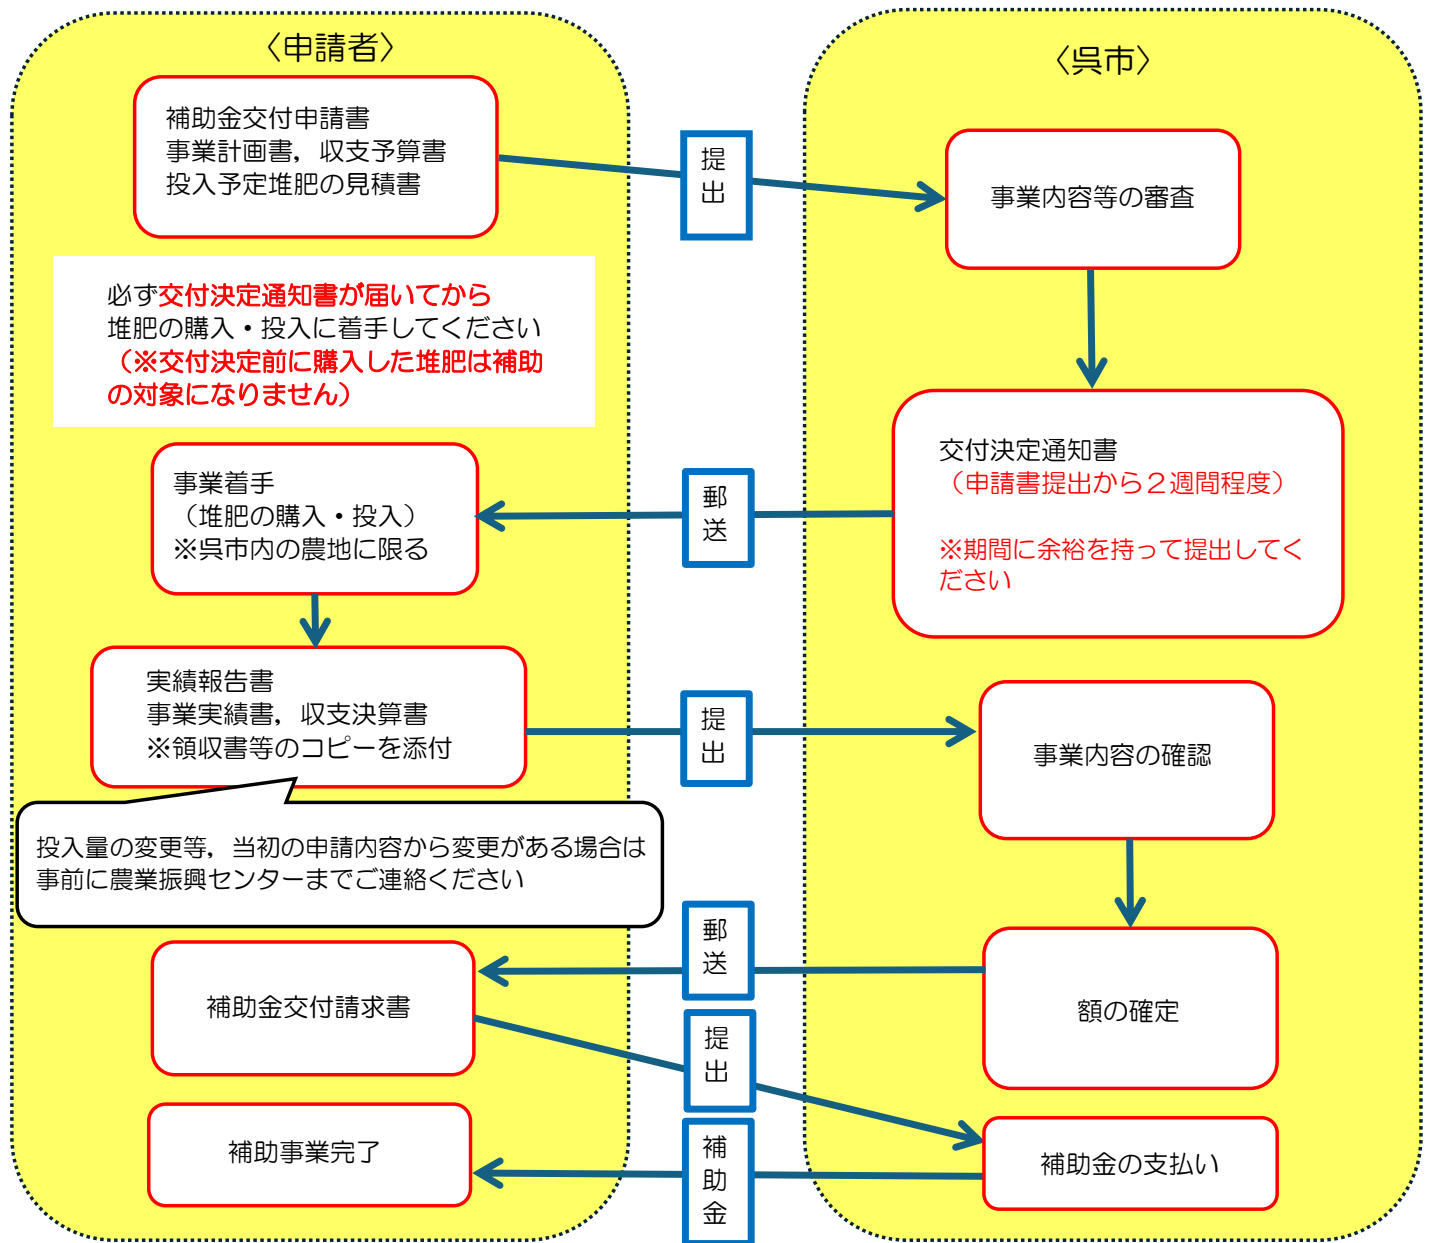 〈申請者〉
補助金交付申請書
事業計画書，収支予算書
投入予定堆肥の見積書
提出
〈呉市〉
事業内容等の審査
必ず交付決定通知書が届いてから
堆肥の購入・投入に着手してください
（※交付決定前に購入した堆肥は補助
の対象になりません）
交付決定通知書
（申請書提出から２週間程度）
※期間に余裕を持って提出してく
ださい
郵送
事業着手
（堆肥の購入・投入）
※呉市内の農地に限る
実績報告書
事業実績書，収支決算書
※領収書等のコピーを添付
提出
事業内容の確認
投入量の変更等，当初の申請内容から変更がある場合は
事前に農業振興センターまでご連絡ください
額の確定
郵送
補助金交付請求書
提出
補助金の支払い
補助金
補助事業完了